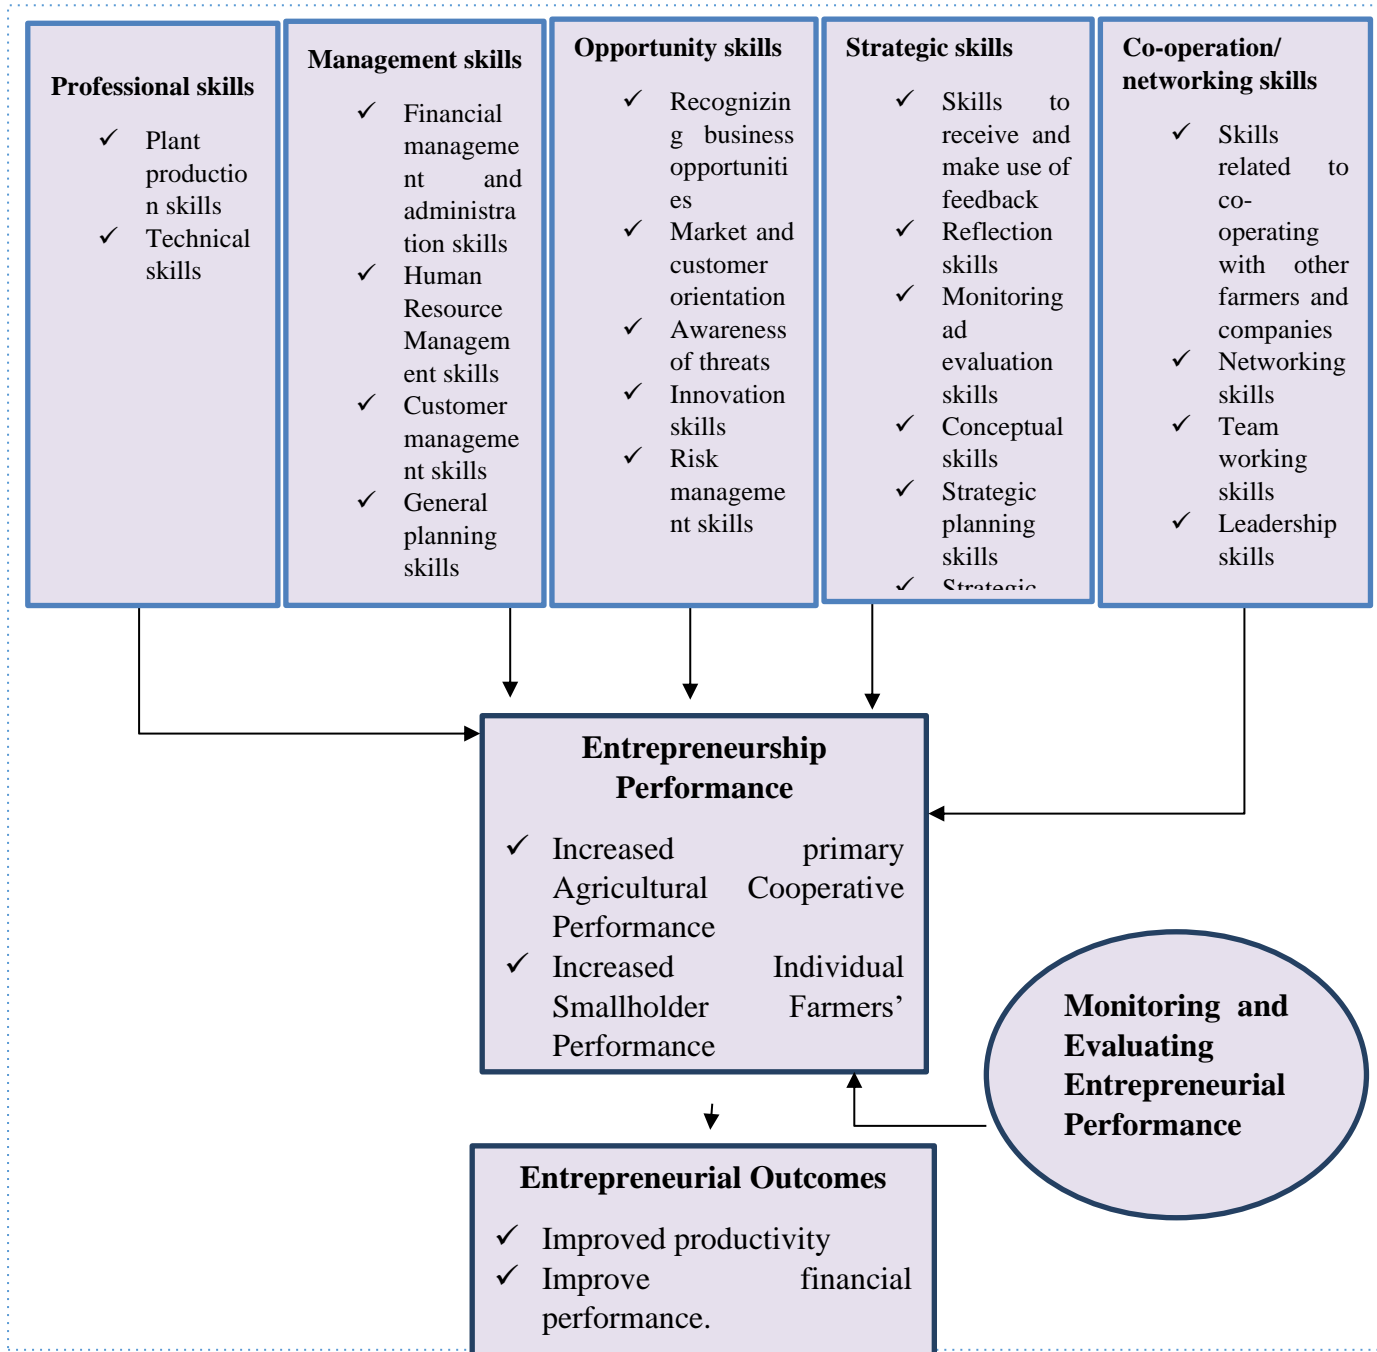 Professional skills
✓ Plant
productio
n skills
✓ Technical
skills
Management skills
✓ Financial
manageme
nt and
administra
tion skills
✓ Human
Resource
Managem
ent skills
✓ Customer
manageme
nt skills
✓ General
planning
skills
Opportunity skills
✓ Recognizin
g business
opportuniti
es
✓ Market and
customer
orientation
✓ Awareness
of threats
✓ Innovation
skills
✓ Risk
manageme
nt skills
Strategic skills
✓ Skills to
receive and
make use of
feedback
✓ Reflection
skills
✓ Monitoring
ad
evaluation
skills
✓ Conceptual
skills
✓ Strategic
planning
skills
✓ Strategic
Co-operation/
networking skills
✓ Skills
related to
co-
operating
with other
farmers and
companies
✓ Networking
skills
✓ Team
working
skills
✓ Leadership
skills
Entrepreneurship
Performance
✓ Increased primary
Agricultural Cooperative
Performance
✓ Increased Individual
Smallholder Farmers’
Performance
Monitoring and
Evaluating
Entrepreneurial
Performance
Entrepreneurial Outcomes
✓ Improved productivity
✓ Improve financial
performance.